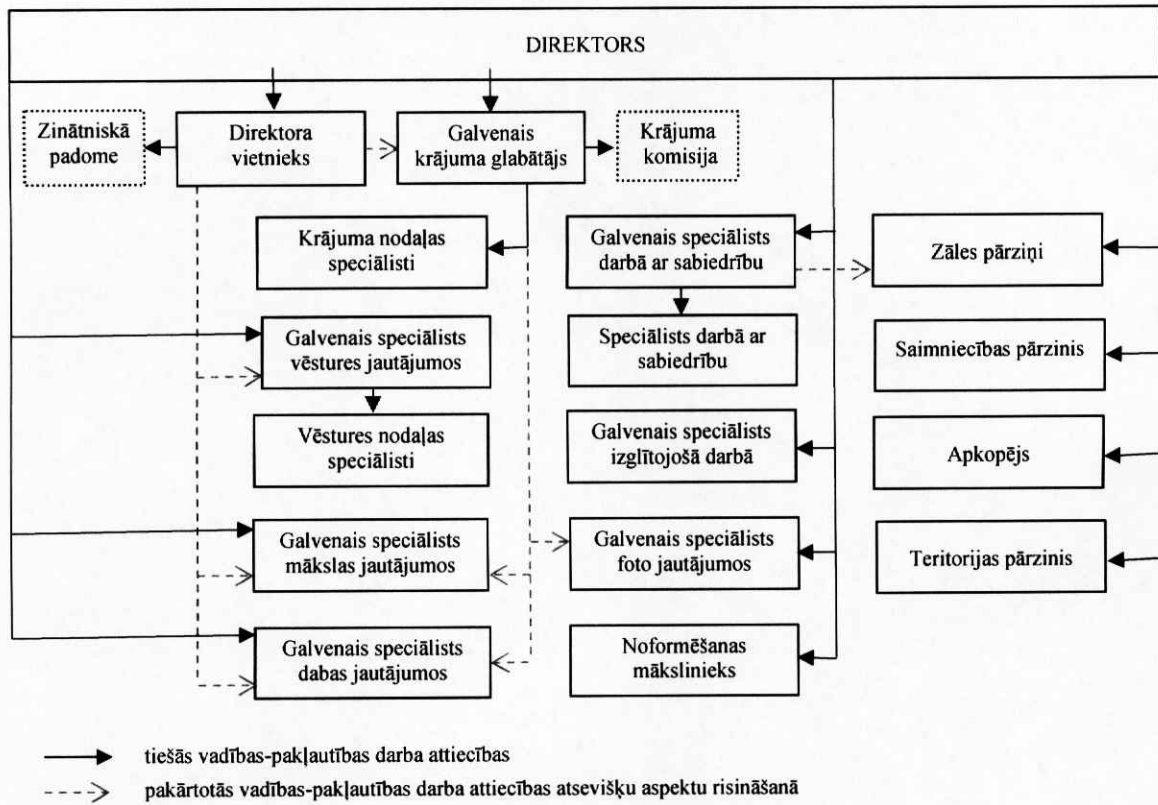 DIREKTORS
Zinātniskā
padome
Direktora
vietnieks
Galvenais
krājuma glabātājs
Krājuma
komisija
Krājuma nodaļas
speciālisti
Galvenais speciālists
darbā ar sabiedrību
Zāles pārziņi
Galvenais speciālists
vēstures jautājumos
Speciālists darbā ar
sabiedrību
Saimniecības pārzinis
Vēstures nodaļas
speciālisti
Galvenais speciālists
izglītojošā darbā
Apkopējs
Galvenais speciālists
mākslas jautājumos
Galvenais speciālists
foto jautājumos
Teritorijas pārzinis
Galvenais speciālists
dabas jautājumos
Noformēšanas
mākslinieks
tiešās vadības-pakļautības darba attiecības
pakārtotās vadības-pakļautības darba attiecības atsevišķu aspektu risināšanā